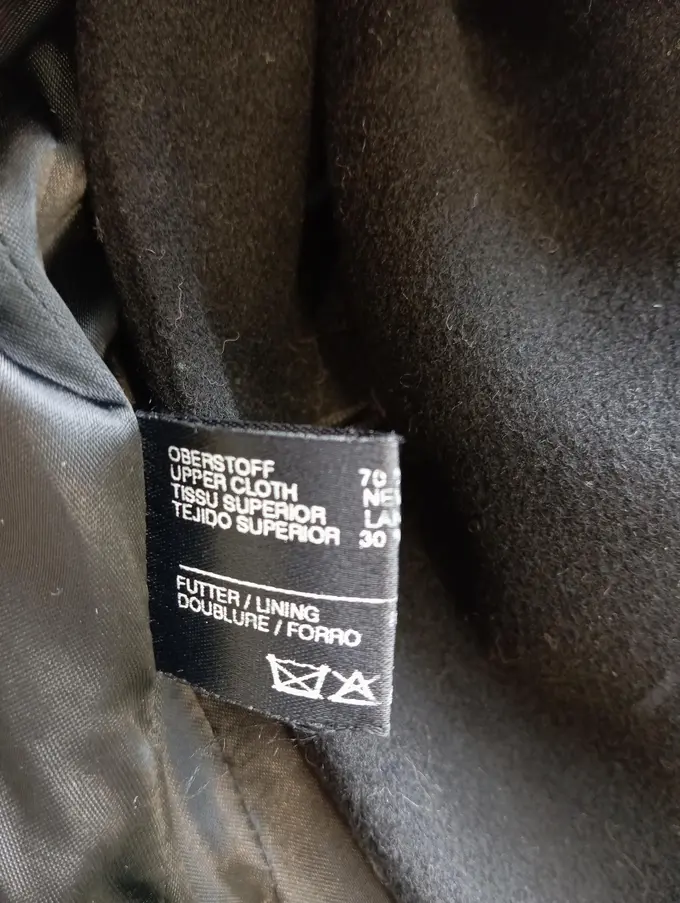 OBERSTOFF 70
UPPER CLOTH
TISSU SUPERIOR
TEJIDO SUPERIOR 30
FUTTER / LINING
DOUBLURE / FORRO